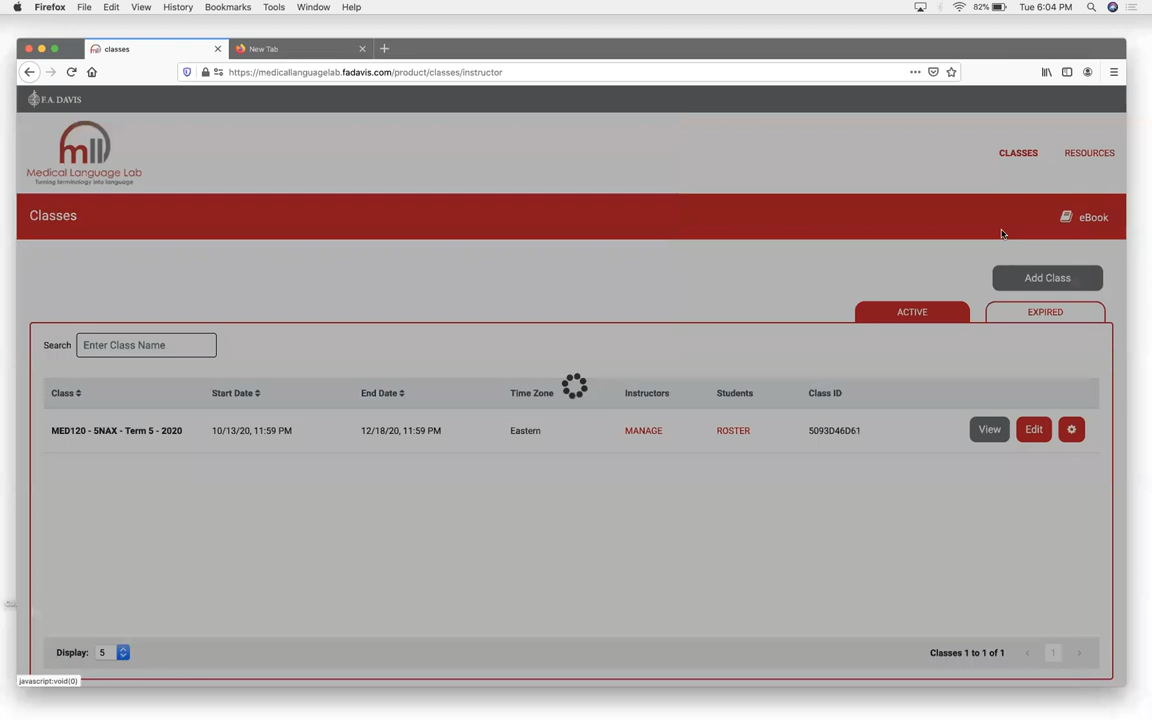 Firefox File Edit View History Bookmarks Tools Window Help 82% Tue 6:04 PM
classes New Tab
https://medicallanguagelab.fadavis.com/product/classes/instructor
F.A. DAVIS
mll
Medical Language Lab
Turning terminology into language
CLASSES RESOURCES
Classes eBook
Add Class
ACTIVE EXPIRED
Search Enter Class Name
Class Start Date End Date Time Zone Instructors Students Class ID
MED120 - 5NAX - Term 5 - 2020 10/13/20, 11:59 PM 12/18/20, 11:59 PM Eastern MANAGE ROSTER 5093D46D61 View Edit
Display: 5 Classes 1 to 1 of 1 ‹ 1 ›
javascript:void(0)